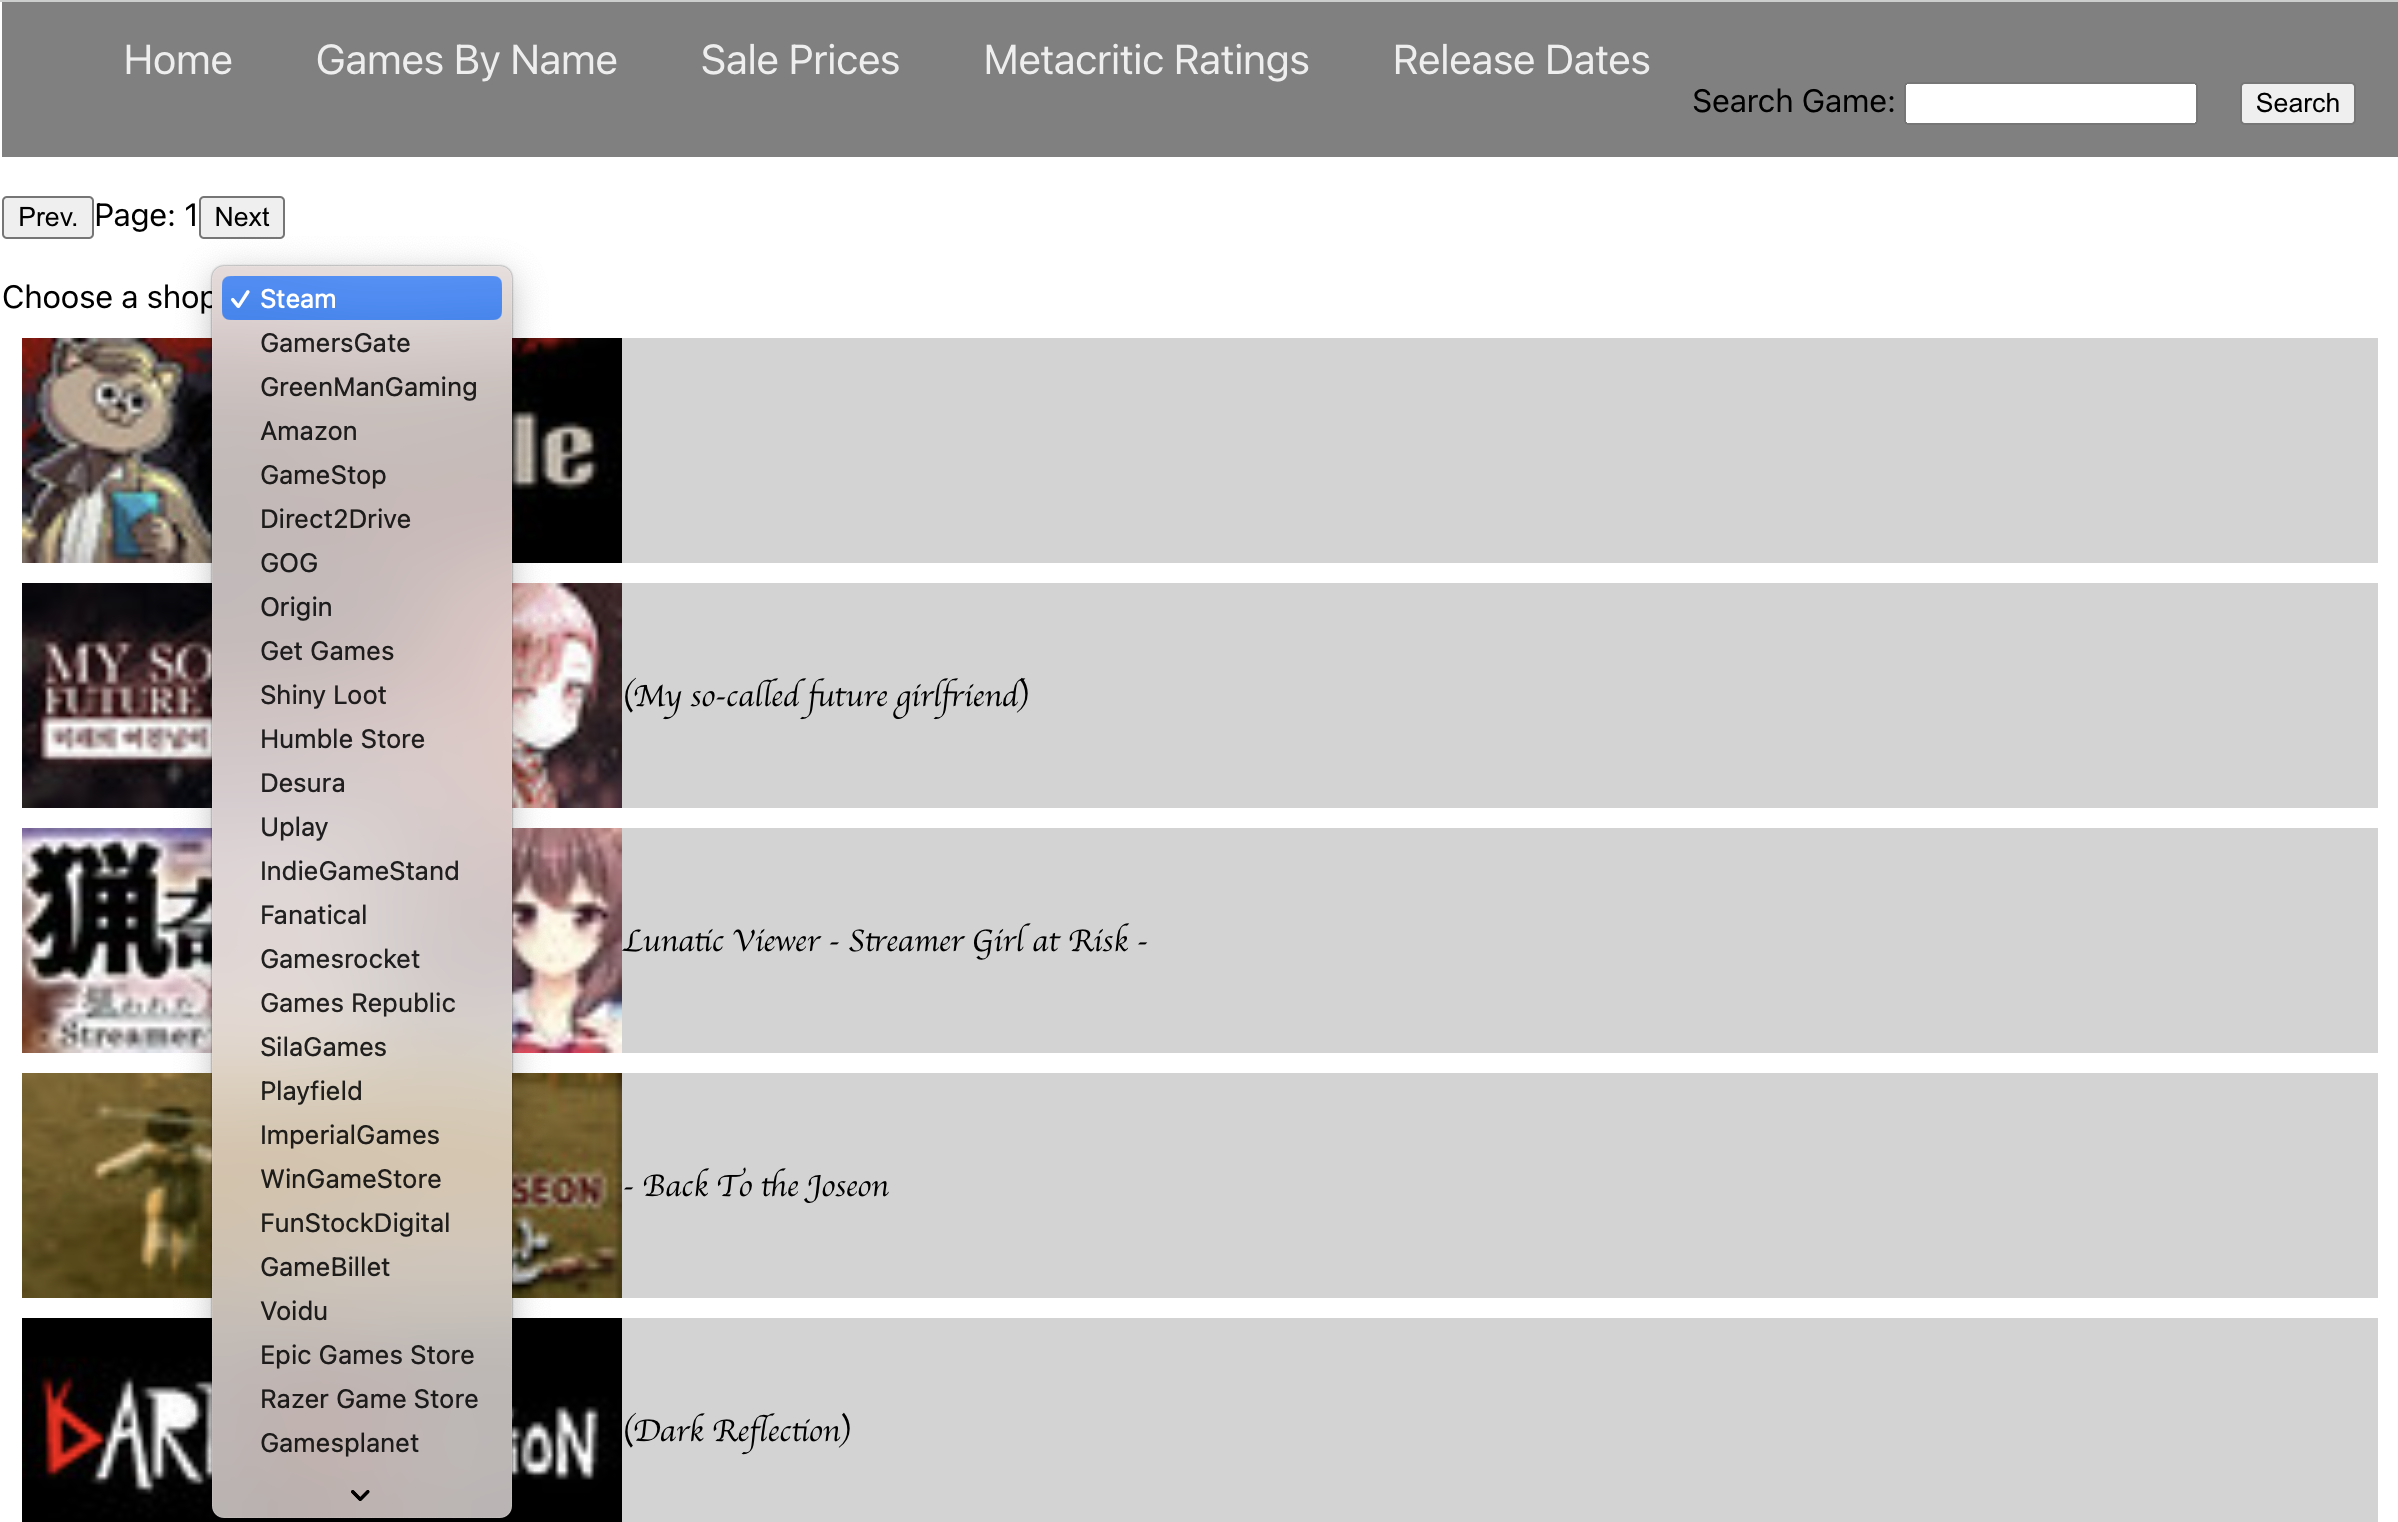 Home Games By Name Sale Prices Metacritic Ratings Release Dates
Search Game: Search
Prev. Page: 1 Next
Choose a shop
✓ Steam
GamersGate
GreenManGaming
Amazon
GameStop
Direct2Drive
GOG
Origin
Get Games
Shiny Loot
Humble Store
Desura
Uplay
IndieGameStand
Fanatical
Gamesrocket
Games Republic
SilaGames
Playfield
ImperialGames
WinGameStore
FunStockDigital
GameBillet
Voidu
Epic Games Store
Razer Game Store
Gamesplanet
le
MY SO
FUTURE
(My so-called future girlfriend)
猟奇
Streamer
Lunatic Viewer - Streamer Girl at Risk -
SEON
- Back To the Joseon
DAR
ioN
(Dark Reflection)